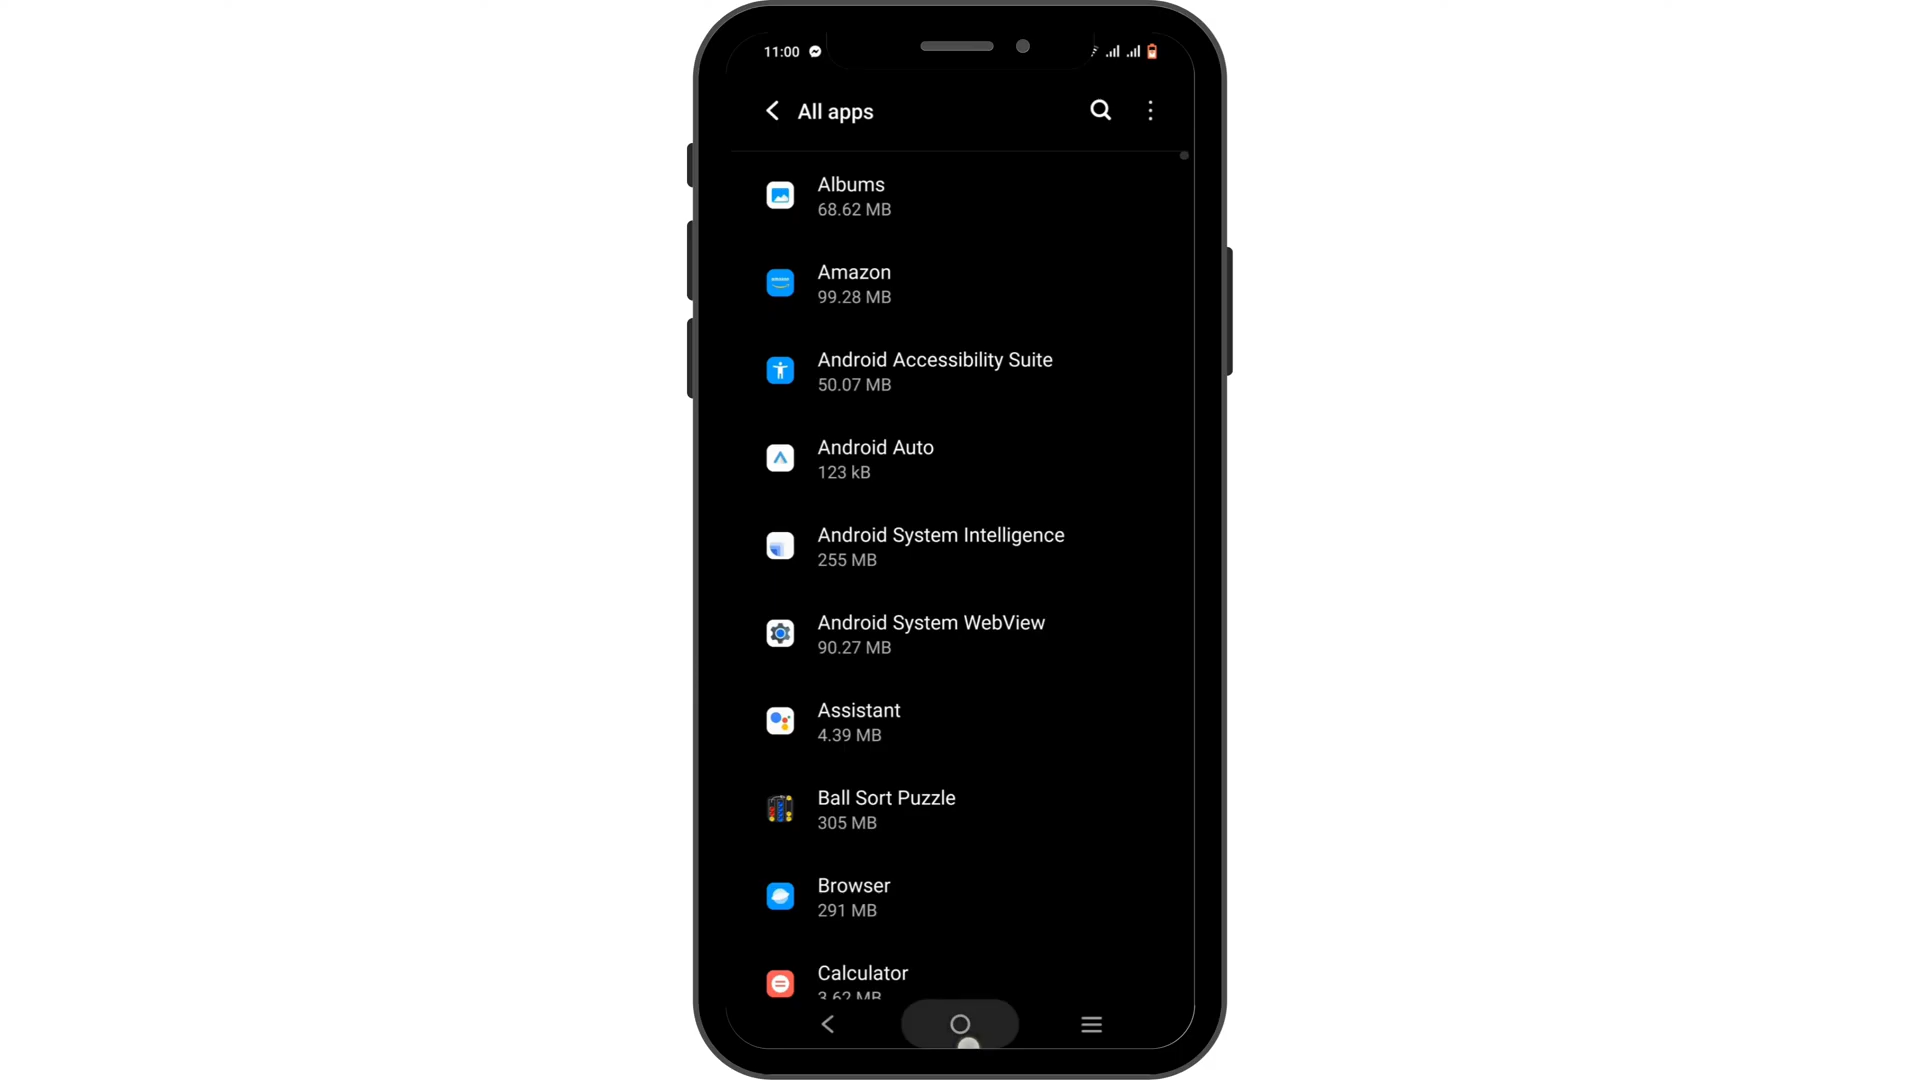 11:00
All apps
Albums
68.62 MB
Amazon
99.28 MB
Android Accessibility Suite
50.07 MB
Android Auto
123 kB
Android System Intelligence
255 MB
Android System WebView
90.27 MB
Assistant
4.39 MB
Ball Sort Puzzle
305 MB
Browser
291 MB
Calculator
3.62 MB